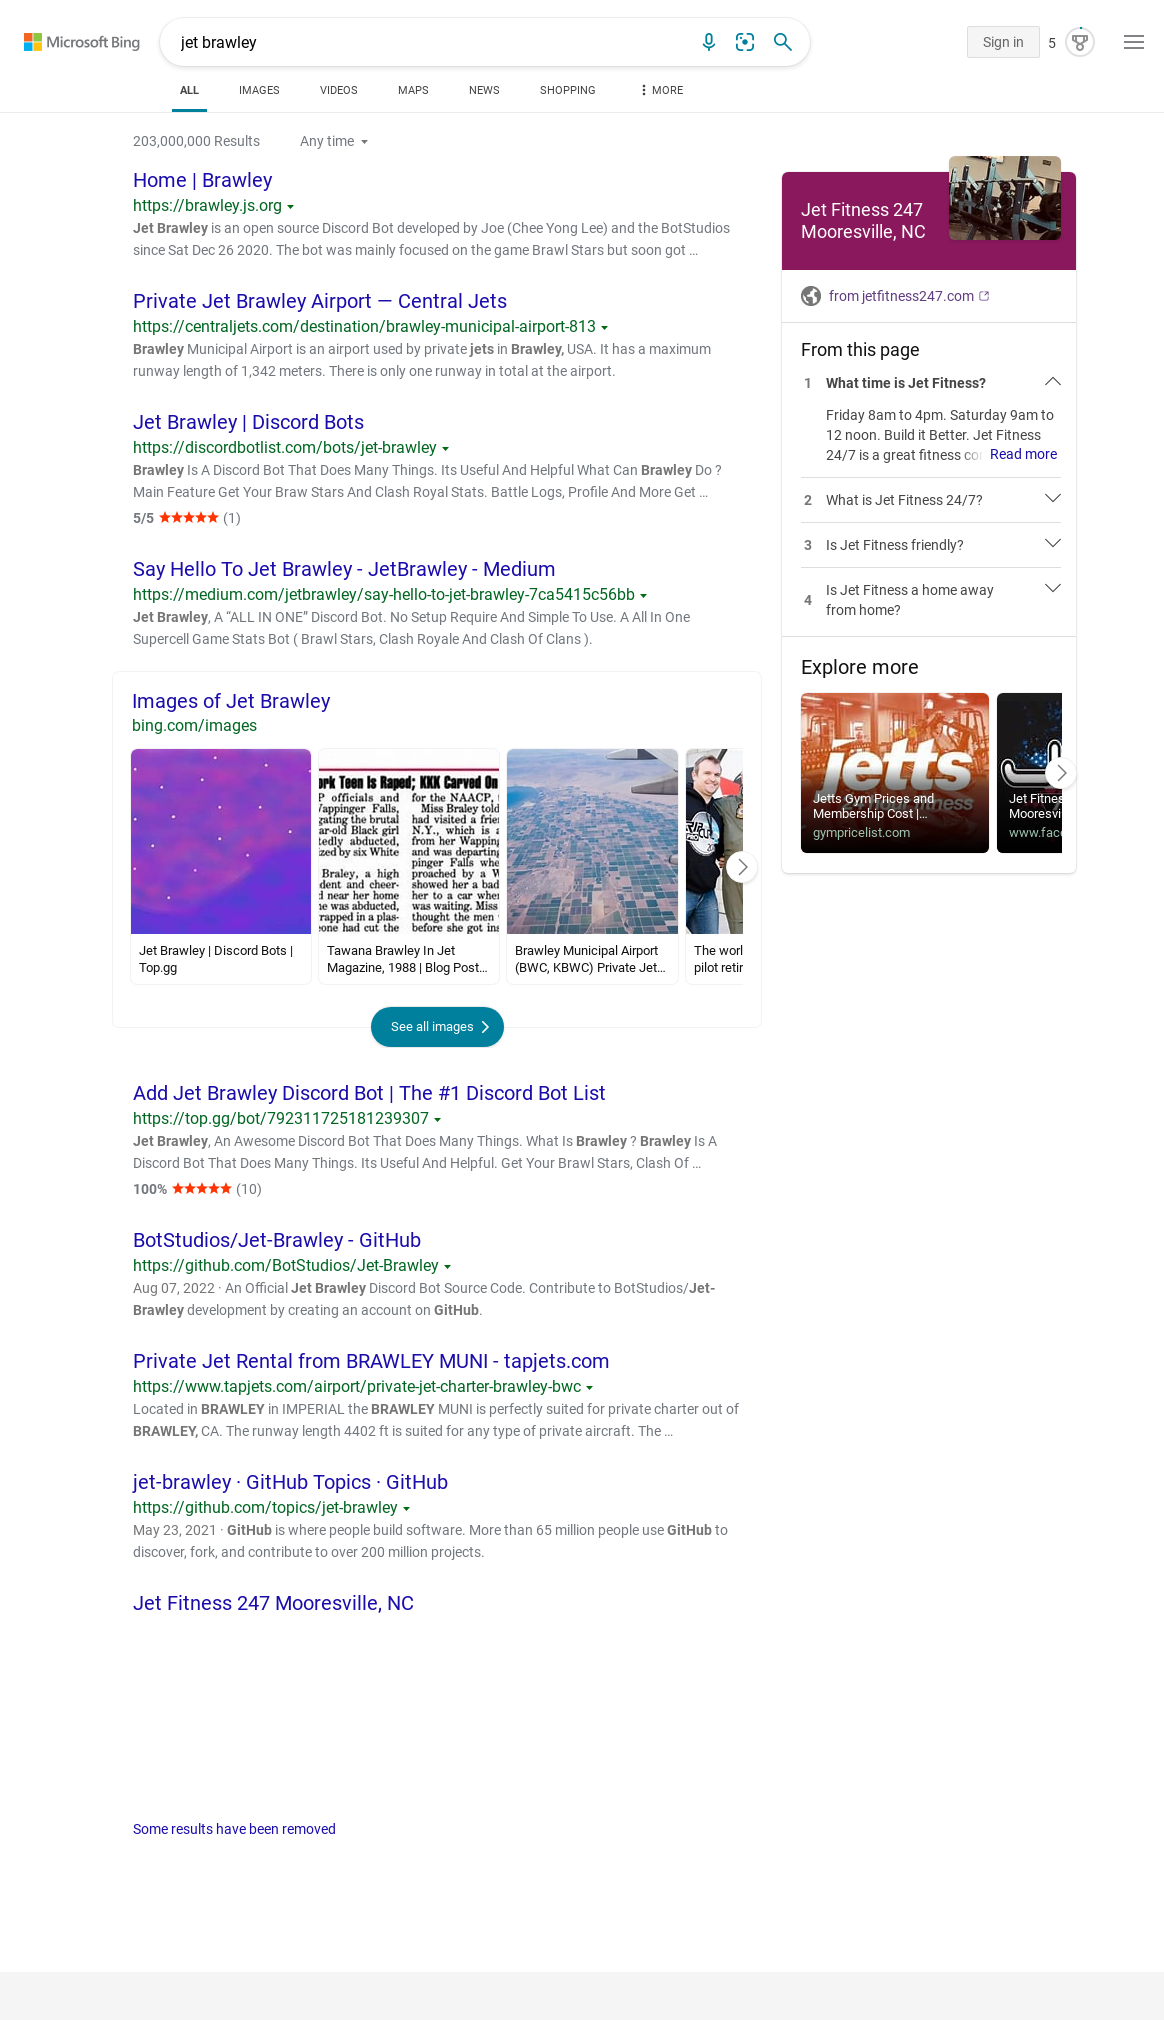 Microsoft Bing
jet brawley
Sign in
5
ALL
IMAGES
VIDEOS
MAPS
NEWS
SHOPPING
MORE
203,000,000 Results
Any time
Home | Brawley
https://brawley.js.org
Jet Brawley is an open source Discord Bot developed by Joe (Chee Yong Lee) and the BotStudios
since Sat Dec 26 2020. The bot was mainly focused on the game Brawl Stars but soon got …
Private Jet Brawley Airport — Central Jets
https://centraljets.com/destination/brawley-municipal-airport-813
Brawley Municipal Airport is an airport used by private jets in Brawley, USA. It has a maximum
runway length of 1,342 meters. There is only one runway in total at the airport.
Jet Brawley | Discord Bots
https://discordbotlist.com/bots/jet-brawley
Brawley Is A Discord Bot That Does Many Things. Its Useful And Helpful What Can Brawley Do ?
Main Feature Get Your Braw Stars And Clash Royal Stats. Battle Logs, Profile And More Get …
5/5 ★★★★★ (1)
Say Hello To Jet Brawley - JetBrawley - Medium
https://medium.com/jetbrawley/say-hello-to-jet-brawley-7ca5415c56bb
Jet Brawley, A “ALL IN ONE” Discord Bot. No Setup Require And Simple To Use. A All In One
Supercell Game Stats Bot ( Brawl Stars, Clash Royale And Clash Of Clans ).
Images of Jet Brawley
bing.com/images
ork Teen Is Raped; KKK Carved On
P officials and
Wappinger Falls,
gating the brutal
ar-old Black girl
tedly abducted,
ized by six White
Braley, a high
dent and cheer-
d near her home
ne was abducted,
rapped in a plas-
eone had cut the
for the NAACP,
Miss Braley told
had visited a frien
N.Y., which is a
from her Wapping
and was departing
pinger Falls whe
proached by a W
showed her a bad
her to a car wher
was waiting. Miss
thought the men
before she got ins
Jet Brawley | Discord Bots |
Top.gg
Tawana Brawley In Jet
Magazine, 1988 | Blog Post…
Brawley Municipal Airport
(BWC, KBWC) Private Jet…
The worl
pilot retir
See all images
Add Jet Brawley Discord Bot | The #1 Discord Bot List
https://top.gg/bot/792311725181239307
Jet Brawley, An Awesome Discord Bot That Does Many Things. What Is Brawley ? Brawley Is A
Discord Bot That Does Many Things. Its Useful And Helpful. Get Your Brawl Stars, Clash Of …
100% ★★★★★ (10)
BotStudios/Jet-Brawley - GitHub
https://github.com/BotStudios/Jet-Brawley
Aug 07, 2022 · An Official Jet Brawley Discord Bot Source Code. Contribute to BotStudios/Jet-
Brawley development by creating an account on GitHub.
Private Jet Rental from BRAWLEY MUNI - tapjets.com
https://www.tapjets.com/airport/private-jet-charter-brawley-bwc
Located in BRAWLEY in IMPERIAL the BRAWLEY MUNI is perfectly suited for private charter out of
BRAWLEY, CA. The runway length 4402 ft is suited for any type of private aircraft. The …
jet-brawley · GitHub Topics · GitHub
https://github.com/topics/jet-brawley
May 23, 2021 · GitHub is where people build software. More than 65 million people use GitHub to
discover, fork, and contribute to over 200 million projects.
Jet Fitness 247 Mooresville, NC
Some results have been removed
Jet Fitness 247
Mooresville, NC
from jetfitness247.com
From this page
1 What time is Jet Fitness?
Friday 8am to 4pm. Saturday 9am to
12 noon. Build it Better. Jet Fitness
24/7 is a great fitness co Read more
2 What is Jet Fitness 24/7?
3 Is Jet Fitness friendly?
4 Is Jet Fitness a home away
from home?
Explore more
jetts
Jetts Gym Prices and
Membership Cost |…
gympricelist.com
Jet Fitnes
Mooresvi
www.face